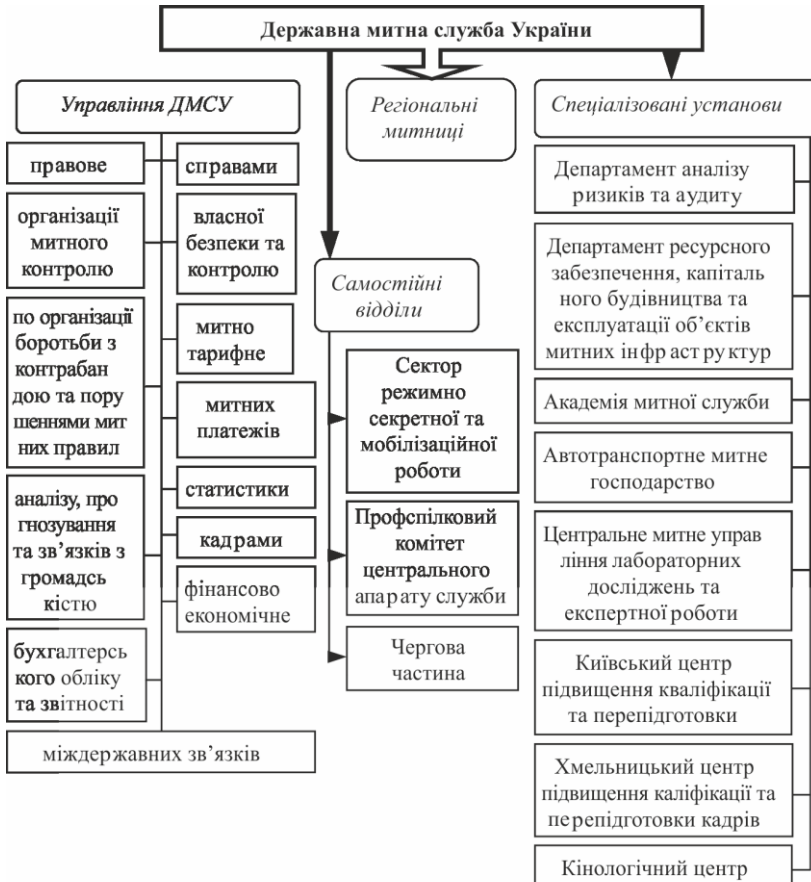 Державна митна служба України
Управління ДМСУ
правове
організації
митного
контролю
по організації
боротьби з
контрабан
дою та пору
шеннями мит
них правил
аналізу, про
гнозування
та зв’язків з
громадсь
кістю
бухгалтерсь
кого обліку
та звітності
справами
власної
безпеки та
контролю
митно
тарифне
митних
платежів
статистики
кадрами
фінансово
економічне
міждержавних зв’язків
Регіональні
митниці
Самостійні
відділи
Сектор
режимно
секретної та
мобілізаційної
роботи
Профспілковий
комітет
центрального
апарату служби
Чергова
частина
Спеціалізовані установи
Департамент аналізу
ризиків та аудиту
Департамент ресурсного
забезпечення, капіталь
ного будівництва та
експлуатації об’єктів
митних інфраструктур
Академія митної служби
Автотранспортне митне
господарство
Центральне митне управ
ління лабораторних
досліджень та
експертної роботи
Київський центр
підвищення кваліфікації
та перепідготовки
Хмельницький центр
підвищення каліфікації та
перепідготовки кадрів
Кінологічний центр